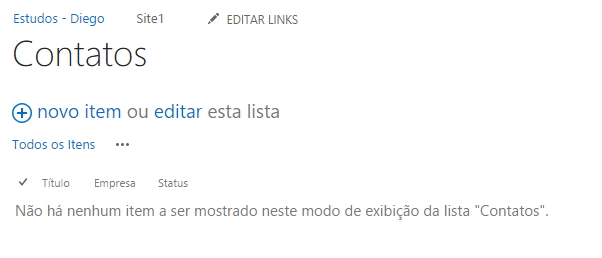 Estudos - Diego Site1 EDITAR LINKS
Contatos
novo item ou editar esta lista
Todos os Itens ...
Título Empresa Status
Não há nenhum item a ser mostrado neste modo de exibição da lista "Contatos".